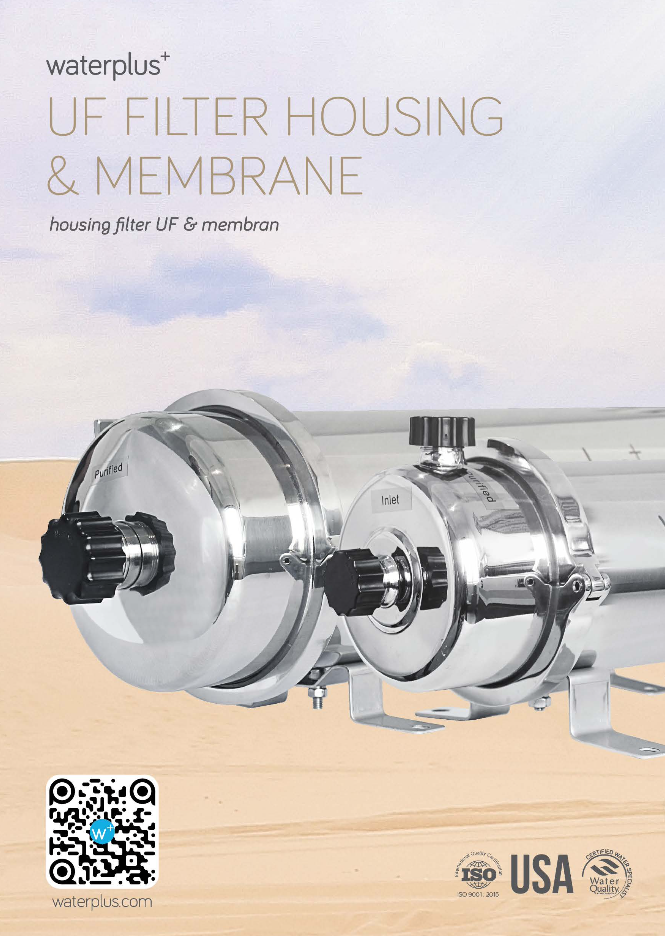 waterplus+
UF FILTER HOUSING
& MEMBRANE
housing filter UF & membran
Purified
Inlet
Purified
w+
waterplus.com
International Quality Certificate
ISO
ISO 9001: 2015
USA
CERTIFIED WATER SPECIALIST
Water
Quality